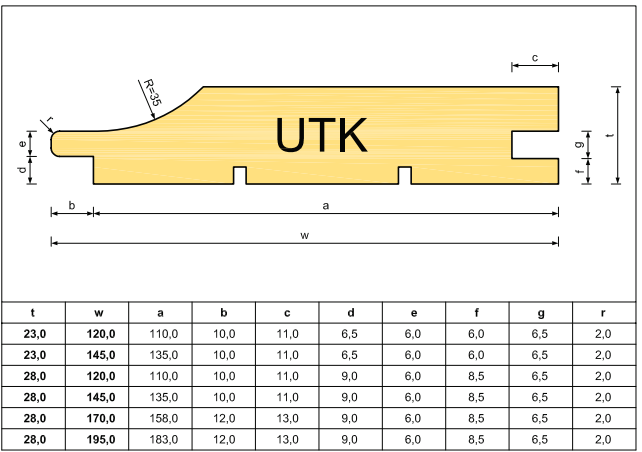 c
R=35
r
UTK
e
d
g
f
t
b
a
w
t w a b c d e f g r
23,0 120,0 110,0 10,0 11,0 6,5 6,0 6,0 6,5 2,0
23,0 145,0 135,0 10,0 11,0 6,5 6,0 6,0 6,5 2,0
28,0 120,0 110,0 10,0 11,0 9,0 6,0 8,5 6,5 2,0
28,0 145,0 135,0 10,0 11,0 9,0 6,0 8,5 6,5 2,0
28,0 170,0 158,0 12,0 13,0 9,0 6,0 8,5 6,5 2,0
28,0 195,0 183,0 12,0 13,0 9,0 6,0 8,5 6,5 2,0